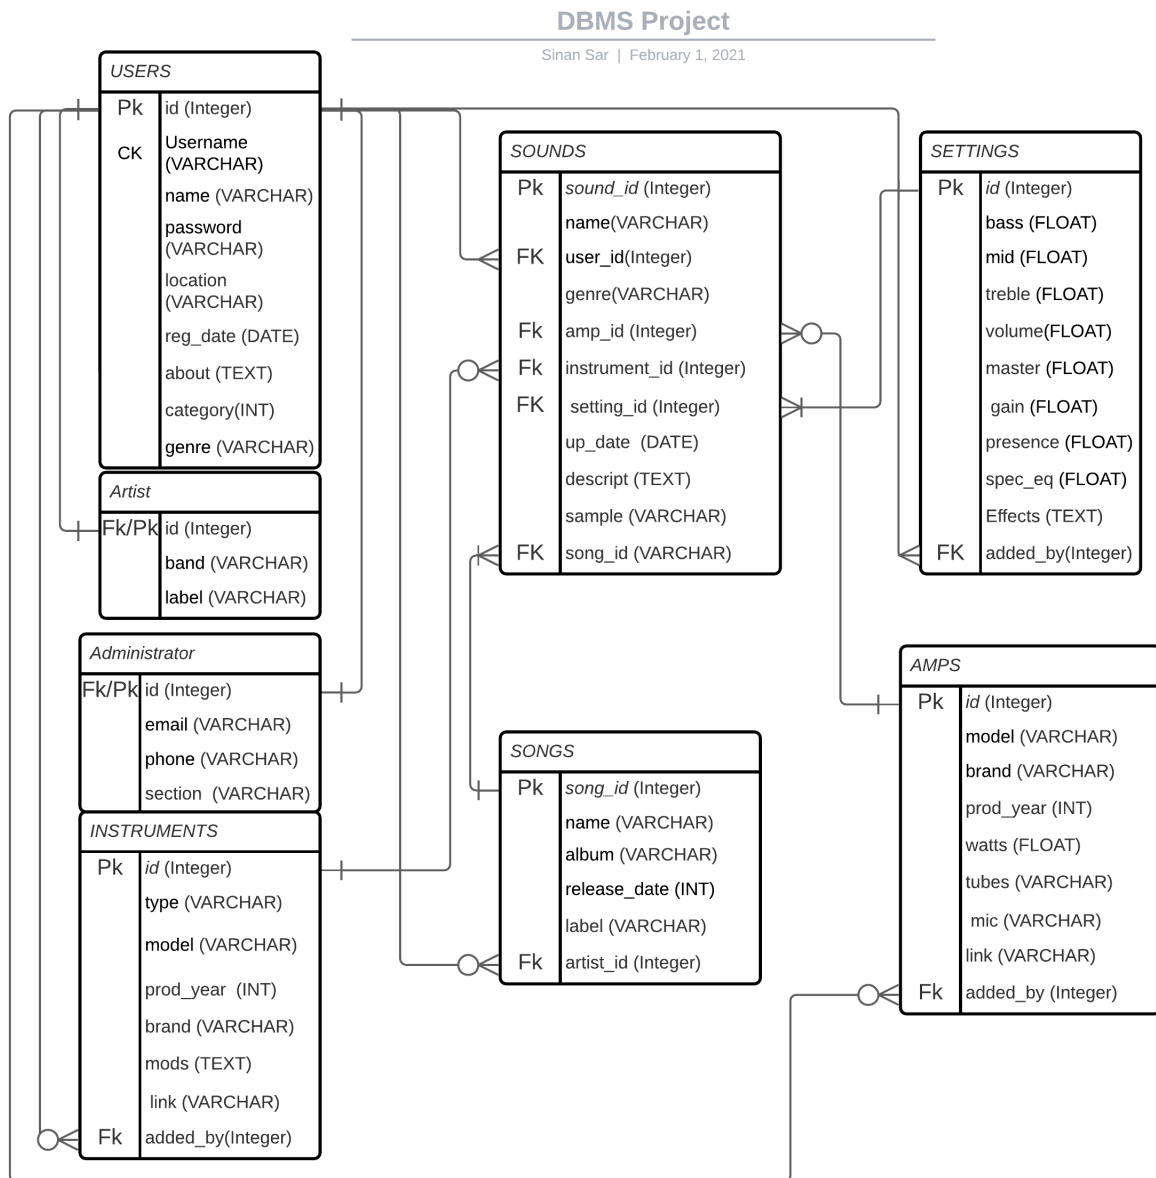 DBMS Project
Sinan Sar | February 1, 2021
USERS
Pk id (Integer)
CK Username
(VARCHAR)
name (VARCHAR)
password
(VARCHAR)
location
(VARCHAR)
reg_date (DATE)
about (TEXT)
category(INT)
genre (VARCHAR)
Artist
Fk/Pk id (Integer)
band (VARCHAR)
label (VARCHAR)
Administrator
Fk/Pk id (Integer)
email (VARCHAR)
phone (VARCHAR)
section (VARCHAR)
INSTRUMENTS
Pk id (Integer)
type (VARCHAR)
model (VARCHAR)
prod_year (INT)
brand (VARCHAR)
mods (TEXT)
link (VARCHAR)
Fk added_by(Integer)
SOUNDS
Pk sound_id (Integer)
name(VARCHAR)
FK user_id(Integer)
genre(VARCHAR)
Fk amp_id (Integer)
Fk instrument_id (Integer)
FK setting_id (Integer)
up_date (DATE)
descript (TEXT)
sample (VARCHAR)
FK song_id (VARCHAR)
SONGS
Pk song_id (Integer)
name (VARCHAR)
album (VARCHAR)
release_date (INT)
label (VARCHAR)
Fk artist_id (Integer)
SETTINGS
Pk id (Integer)
bass (FLOAT)
mid (FLOAT)
treble (FLOAT)
volume(FLOAT)
master (FLOAT)
gain (FLOAT)
presence (FLOAT)
spec_eq (FLOAT)
Effects (TEXT)
FK added_by(Integer)
AMPS
Pk id (Integer)
model (VARCHAR)
brand (VARCHAR)
prod_year (INT)
watts (FLOAT)
tubes (VARCHAR)
mic (VARCHAR)
link (VARCHAR)
Fk added_by (Integer)